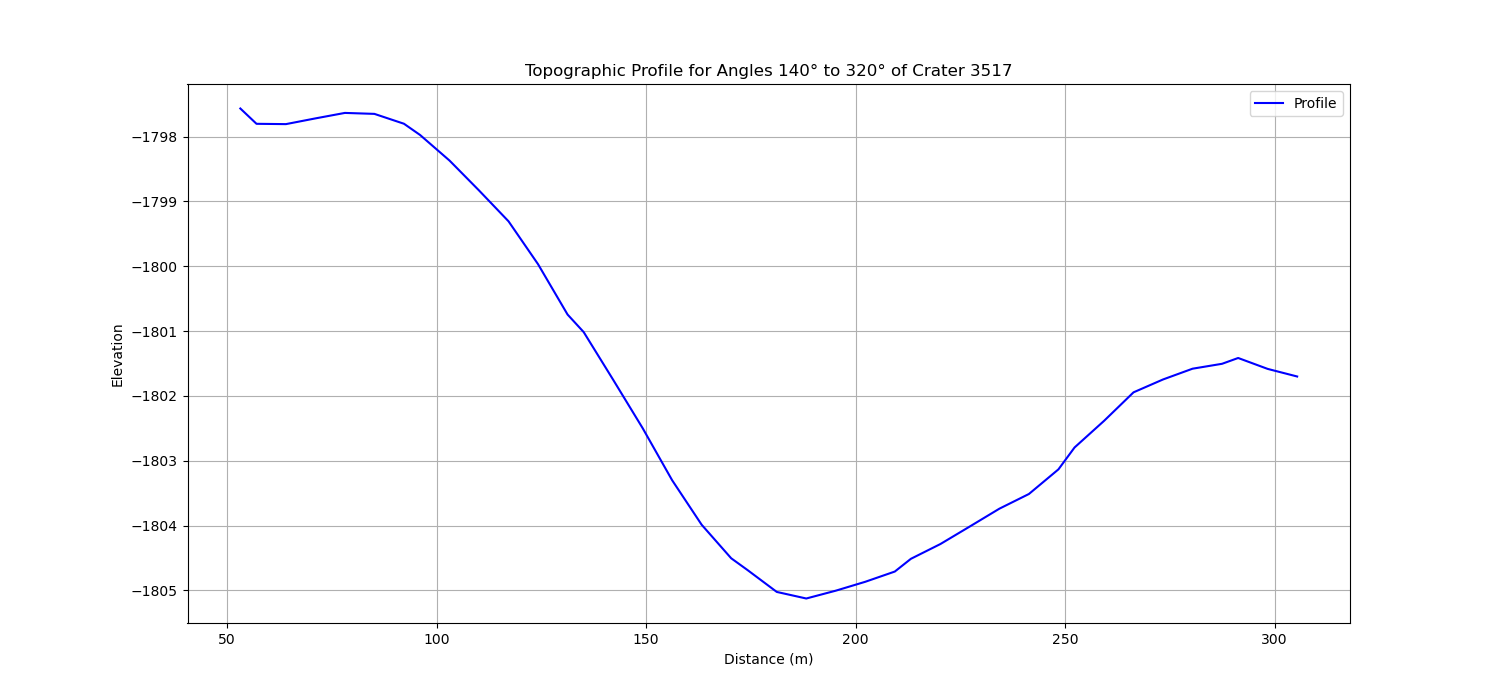 Topographic Profile for Angles 140° to 320° of Crater 3517
Profile
−1798
−1799
−1800
−1801
−1802
−1803
−1804
−1805
Elevation
50 100 150 200 250 300
Distance (m)